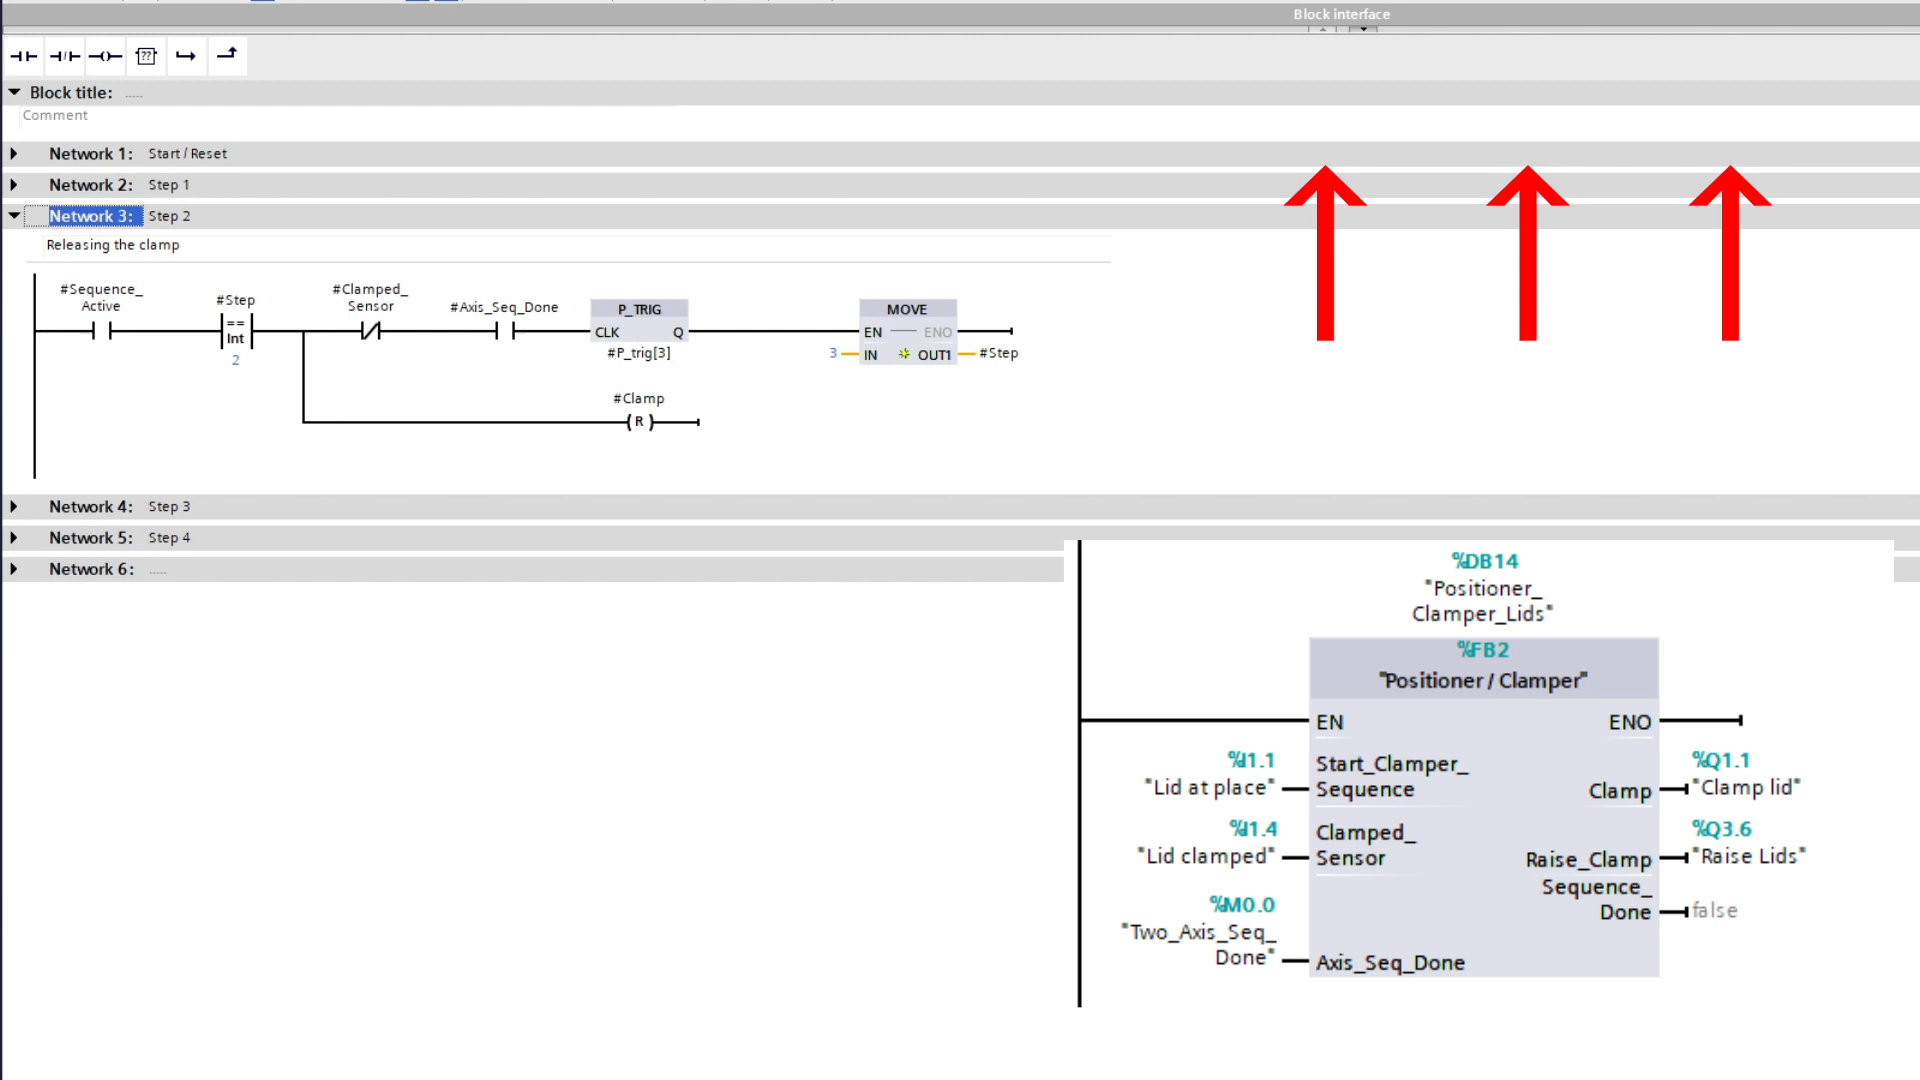 Block interface
??
Block title: .....
Comment
Network 1: Start / Reset
Network 2: Step 1
Network 3: Step 2
Releasing the clamp
#Sequence_
Active
#Step
==
Int
2
#Clamped_
Sensor
#Axis_Seq_Done
P_TRIG
CLK Q
#P_trig[3]
MOVE
EN ENO
3 IN OUT1 #Step
#Clamp
R
Network 4: Step 3
Network 5: Step 4
Network 6: .....
%DB14
"Positioner_
Clamper_Lids"
%FB2
"Positioner / Clamper"
EN ENO
%I1.1
"Lid at place"
Start_Clamper_
Sequence
Clamp
%Q1.1
"Clamp lid"
%I1.4
"Lid clamped"
Clamped_
Sensor
Raise_Clamp
%Q3.6
"Raise Lids"
Sequence_
Done
false
%M0.0
"Two_Axis_Seq_
Done"
Axis_Seq_Done